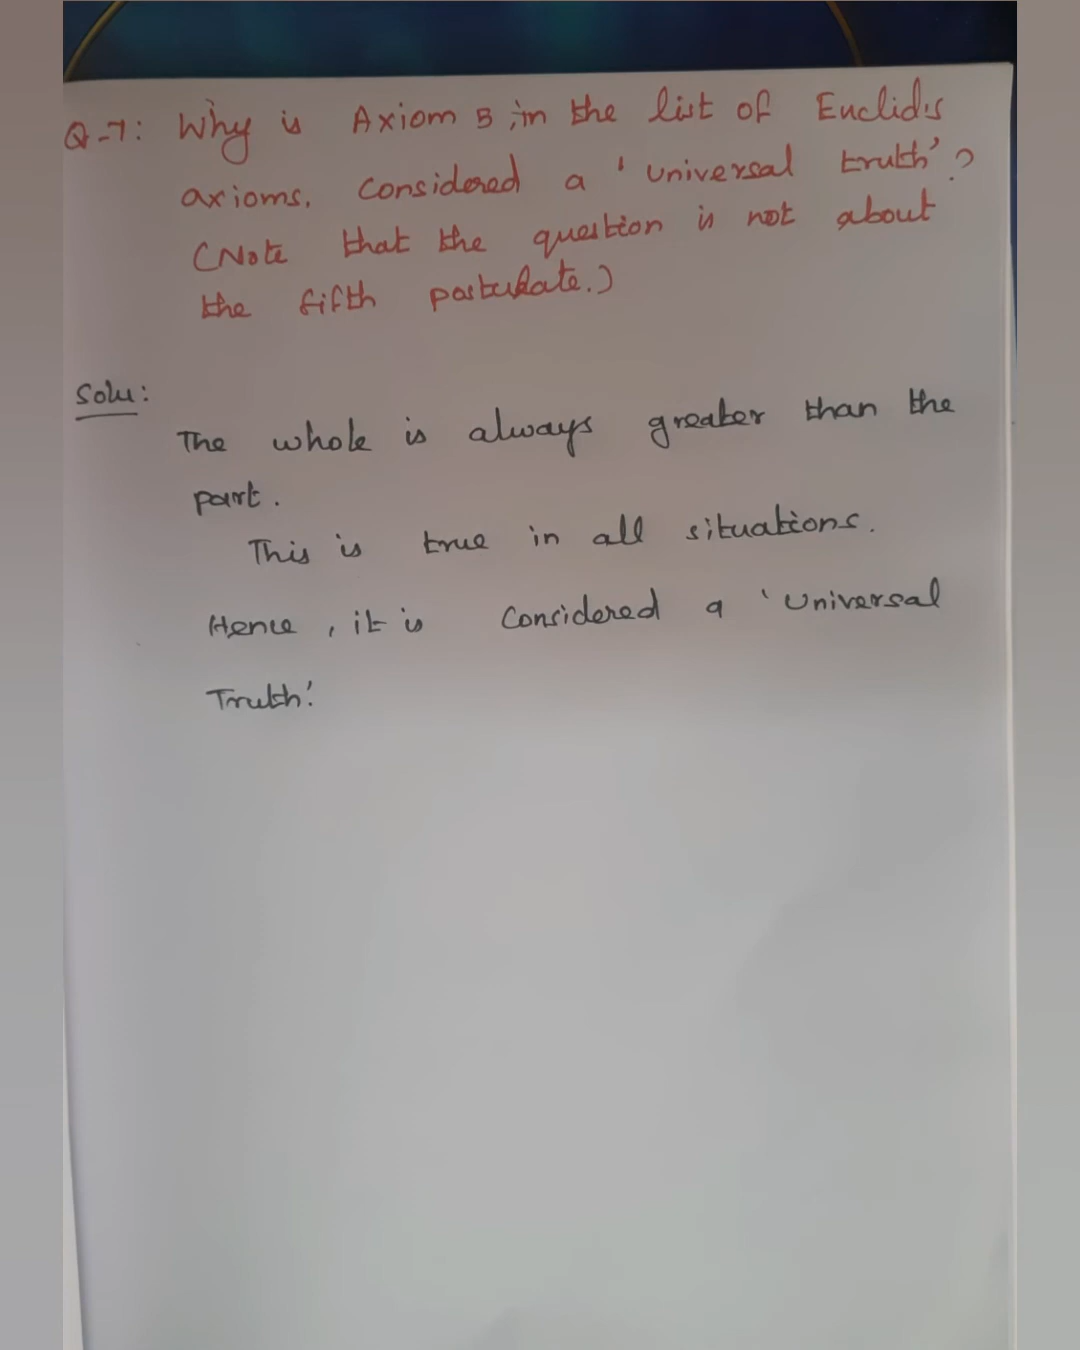 Q-7: Why is Axiom 5, in the list of Euclid's
axioms, considered a 'universal truth'?
(Note that the question is not about
the fifth postulate.)
Solu:
The whole is always greater than the
part.
This is true in all situations.
Hence, it is considered a 'Universal
Truth'.